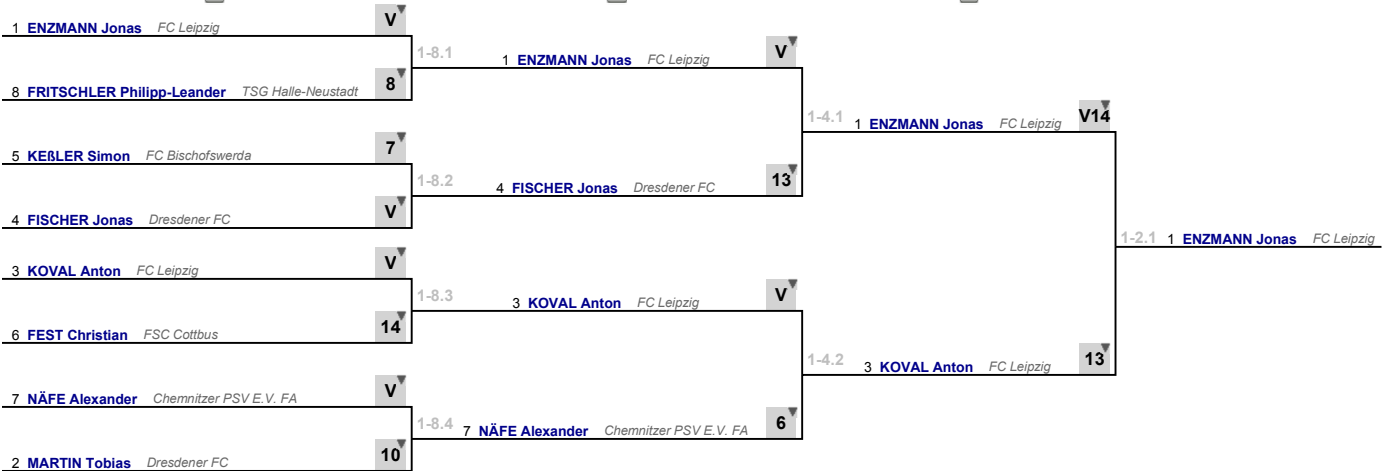 1 ENZMANN Jonas FC Leipzig V
1-8.1
8 FRITSCHLER Philipp-Leander TSG Halle-Neustadt 8
5 KEßLER Simon FC Bischofswerda 7
1-8.2
4 FISCHER Jonas Dresdener FC V
3 KOVAL Anton FC Leipzig V
1-8.3
6 FEST Christian FSC Cottbus 14
7 NÄFE Alexander Chemnitzer PSV E.V. FA V
1-8.4
2 MARTIN Tobias Dresdener FC 10
1 ENZMANN Jonas FC Leipzig V
1-4.1
4 FISCHER Jonas Dresdener FC 13
3 KOVAL Anton FC Leipzig V
1-4.2
7 NÄFE Alexander Chemnitzer PSV E.V. FA 6
1 ENZMANN Jonas FC Leipzig V14
1-2.1
3 KOVAL Anton FC Leipzig 13
1 ENZMANN Jonas FC Leipzig